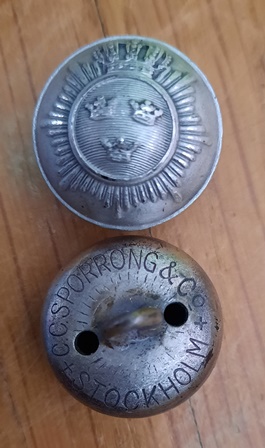 + C.C.SPORRONG & Co +
STOCKHOLM